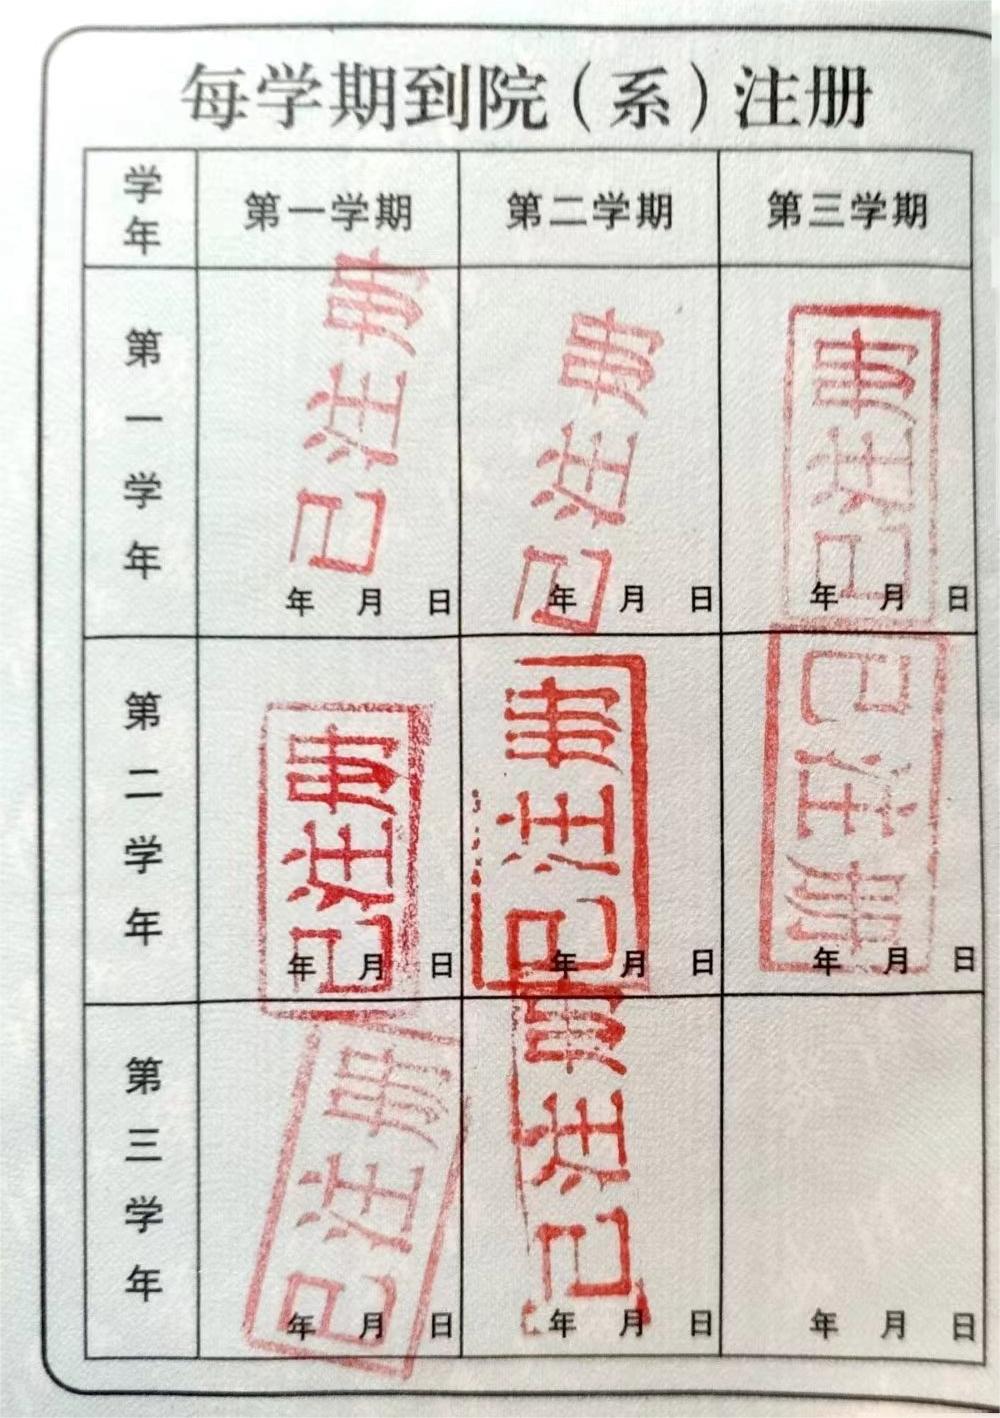 每学期到院（系）注册
学年 第一学期 第二学期 第三学期
第一学年 已注册 年 月 日 已注册 年 月 日 已注册 年 月 日
第二学年 已注册 年 月 日 已注册 年 月 日 已注册 年 月 日
第三学年 已注册 年 月 日 已注册 年 月 日 年 月 日